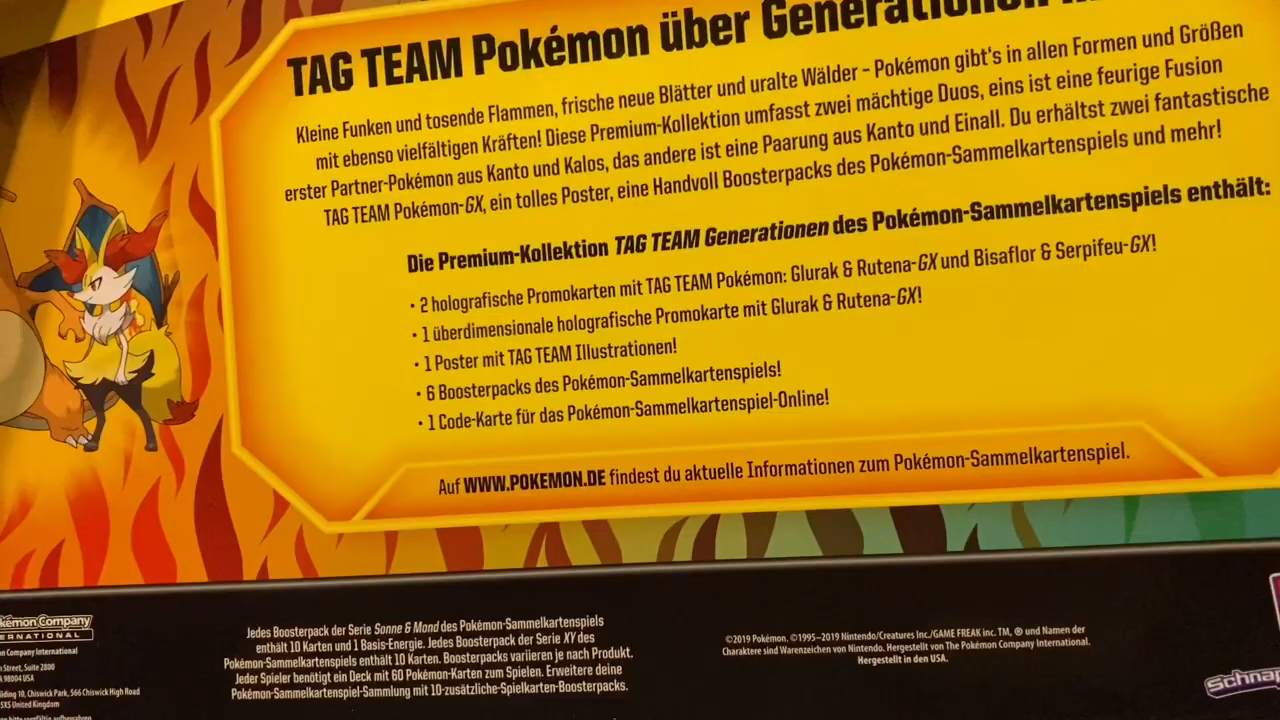 TAG TEAM Pokémon über Generationen
Kleine Funken und tosende Flammen, frische neue Blätter und uralte Wälder – Pokémon gibt's in allen Formen und Größen
mit ebenso vielfältigen Kräften! Diese Premium-Kollektion umfasst zwei mächtige Duos, eins ist eine feurige Fusion
erster Partner-Pokémon aus Kanto und Kalos, das andere ist eine Paarung aus Kanto und Einall. Du erhältst zwei fantastische
TAG TEAM Pokémon-GX, ein tolles Poster, eine Handvoll Boosterpacks des Pokémon-Sammelkartenspiels und mehr!
Die Premium-Kollektion TAG TEAM Generationen des Pokémon-Sammelkartenspiels enthält:
• 2 holografische Promokarten mit TAG TEAM Pokémon: Glurak & Rutena-GX und Bisaflor & Serpifeu-GX!
• 1 überdimensionale holografische Promokarte mit Glurak & Rutena-GX!
• 1 Poster mit TAG TEAM Illustrationen!
• 6 Boosterpacks des Pokémon-Sammelkartenspiels!
• 1 Code-Karte für das Pokémon-Sammelkartenspiel-Online!
Auf WWW.POKEMON.DE findest du aktuelle Informationen zum Pokémon-Sammelkartenspiel.
Company
Company International
Street, Suite 2800
98004 USA
10, Chiswick Park, 566 Chiswick High Road
5XS United Kingdom
Jedes Boosterpack der Serie Sonne & Mond des Pokémon-Sammelkartenspiels
enthält 10 Karten und 1 Basis-Energie. Jedes Boosterpack der Serie XY des
Pokémon-Sammelkartenspiels enthält 10 Karten. Boosterpacks variieren je nach Produkt.
Jeder Spieler benötigt ein Deck mit 60 Pokémon-Karten zum Spielen. Erweitere deine
Pokémon-Sammelkartenspiel-Sammlung mit 10-zusätzliche-Spielkarten-Boosterpacks.
©2019 Pokémon. ©1995–2019 Nintendo/Creatures Inc./GAME FREAK inc. TM, ® und Namen der
Charaktere sind Warenzeichen von Nintendo. Hergestellt von The Pokémon Company International.
Hergestellt in den USA.
Schnap